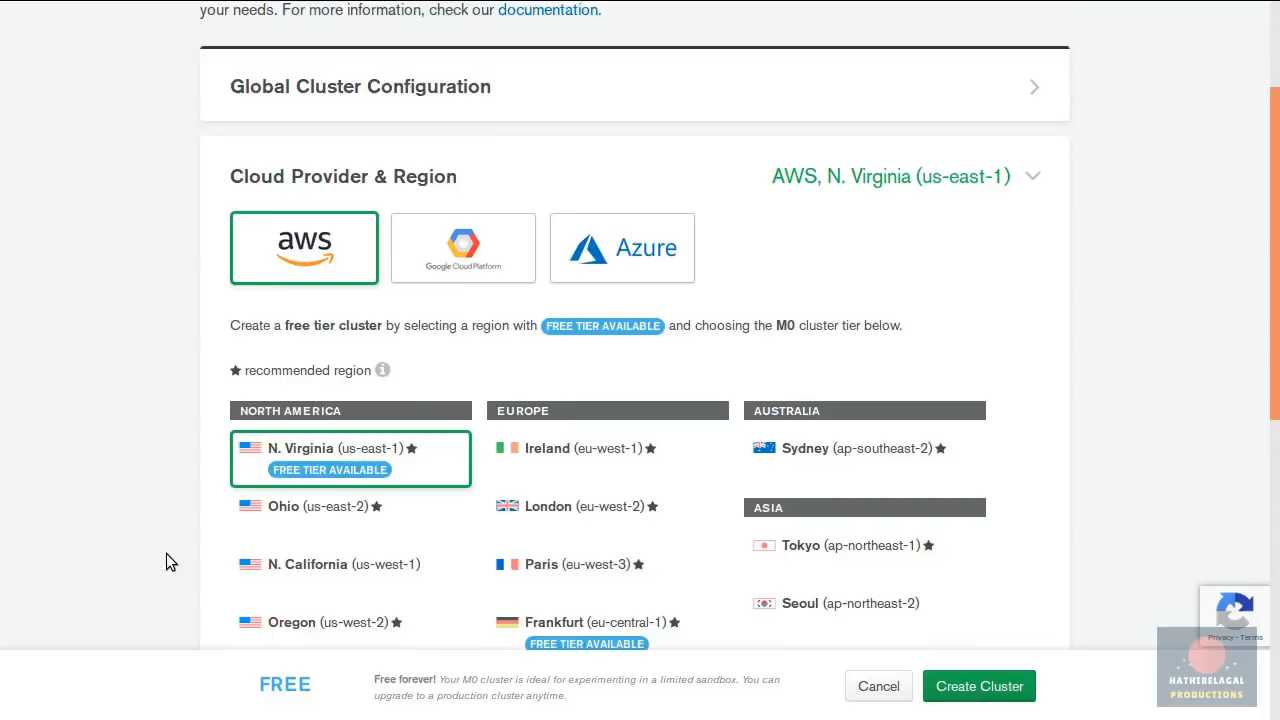 your needs. For more information, check our documentation.
Global Cluster Configuration
Cloud Provider & Region
AWS, N. Virginia (us-east-1)
aws
Google Cloud Platform
Azure
Create a free tier cluster by selecting a region with FREE TIER AVAILABLE and choosing the M0 cluster tier below.
★ recommended region
NORTH AMERICA
N. Virginia (us-east-1)★
FREE TIER AVAILABLE
Ohio (us-east-2)★
N. California (us-west-1)
Oregon (us-west-2)★
EUROPE
Ireland (eu-west-1)★
London (eu-west-2)★
Paris (eu-west-3)★
Frankfurt (eu-central-1)★
FREE TIER AVAILABLE
AUSTRALIA
Sydney (ap-southeast-2)★
ASIA
Tokyo (ap-northeast-1)★
Seoul (ap-northeast-2)
Privacy - Terms
FREE
Free forever! Your M0 cluster is ideal for experimenting in a limited sandbox. You can
upgrade to a production cluster anytime.
Cancel
Create Cluster
HATHIBELAGAL
PRODUCTIONS